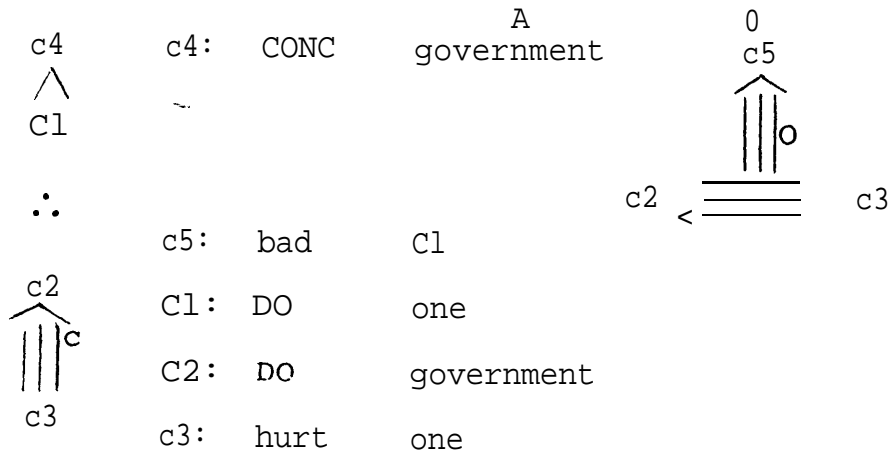 A 0
c4 c4: CONC government c5
Cl
O
∴ c2 < c3
c5: bad Cl
c2 Cl: DO one
c
C2: DO government
c3
c3: hurt one